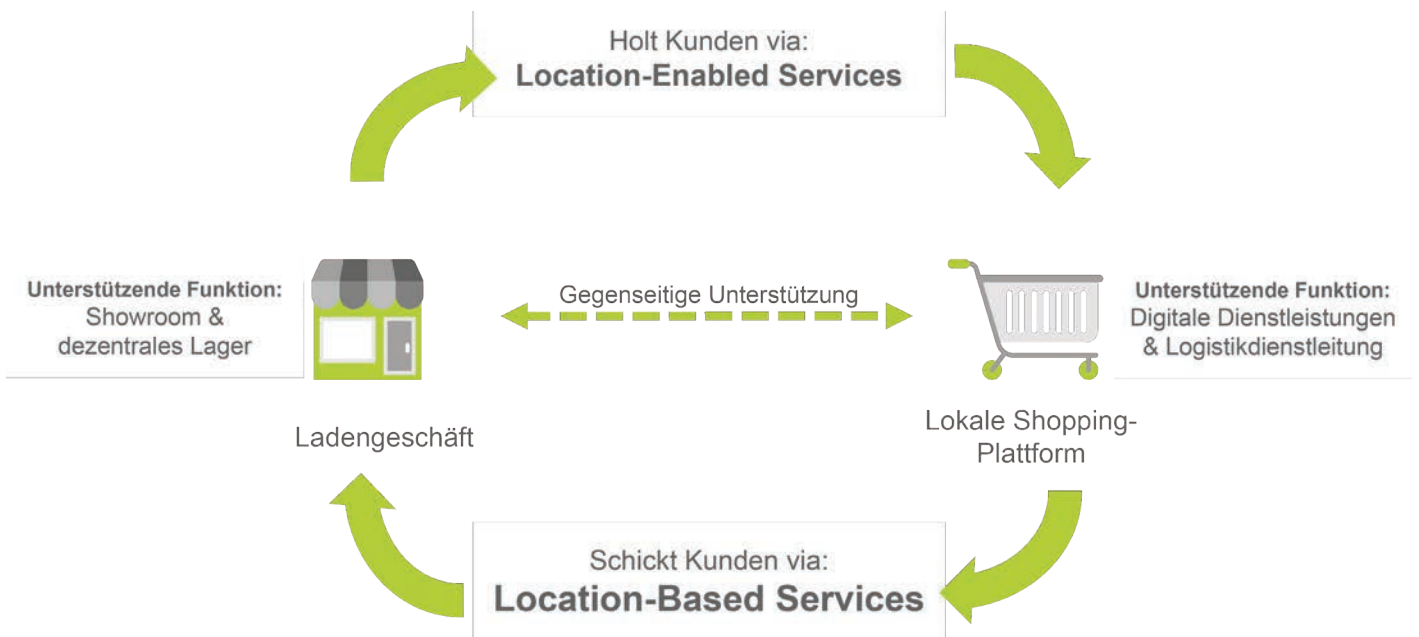 Holt Kunden via:
Location-Enabled Services
Unterstützende Funktion:
Showroom &
dezentrales Lager
Gegenseitige Unterstützung
Unterstützende Funktion:
Digitale Dienstleistungen
& Logistikdienstleitung
Ladengeschäft
Lokale Shopping-
Plattform
Schickt Kunden via:
Location-Based Services